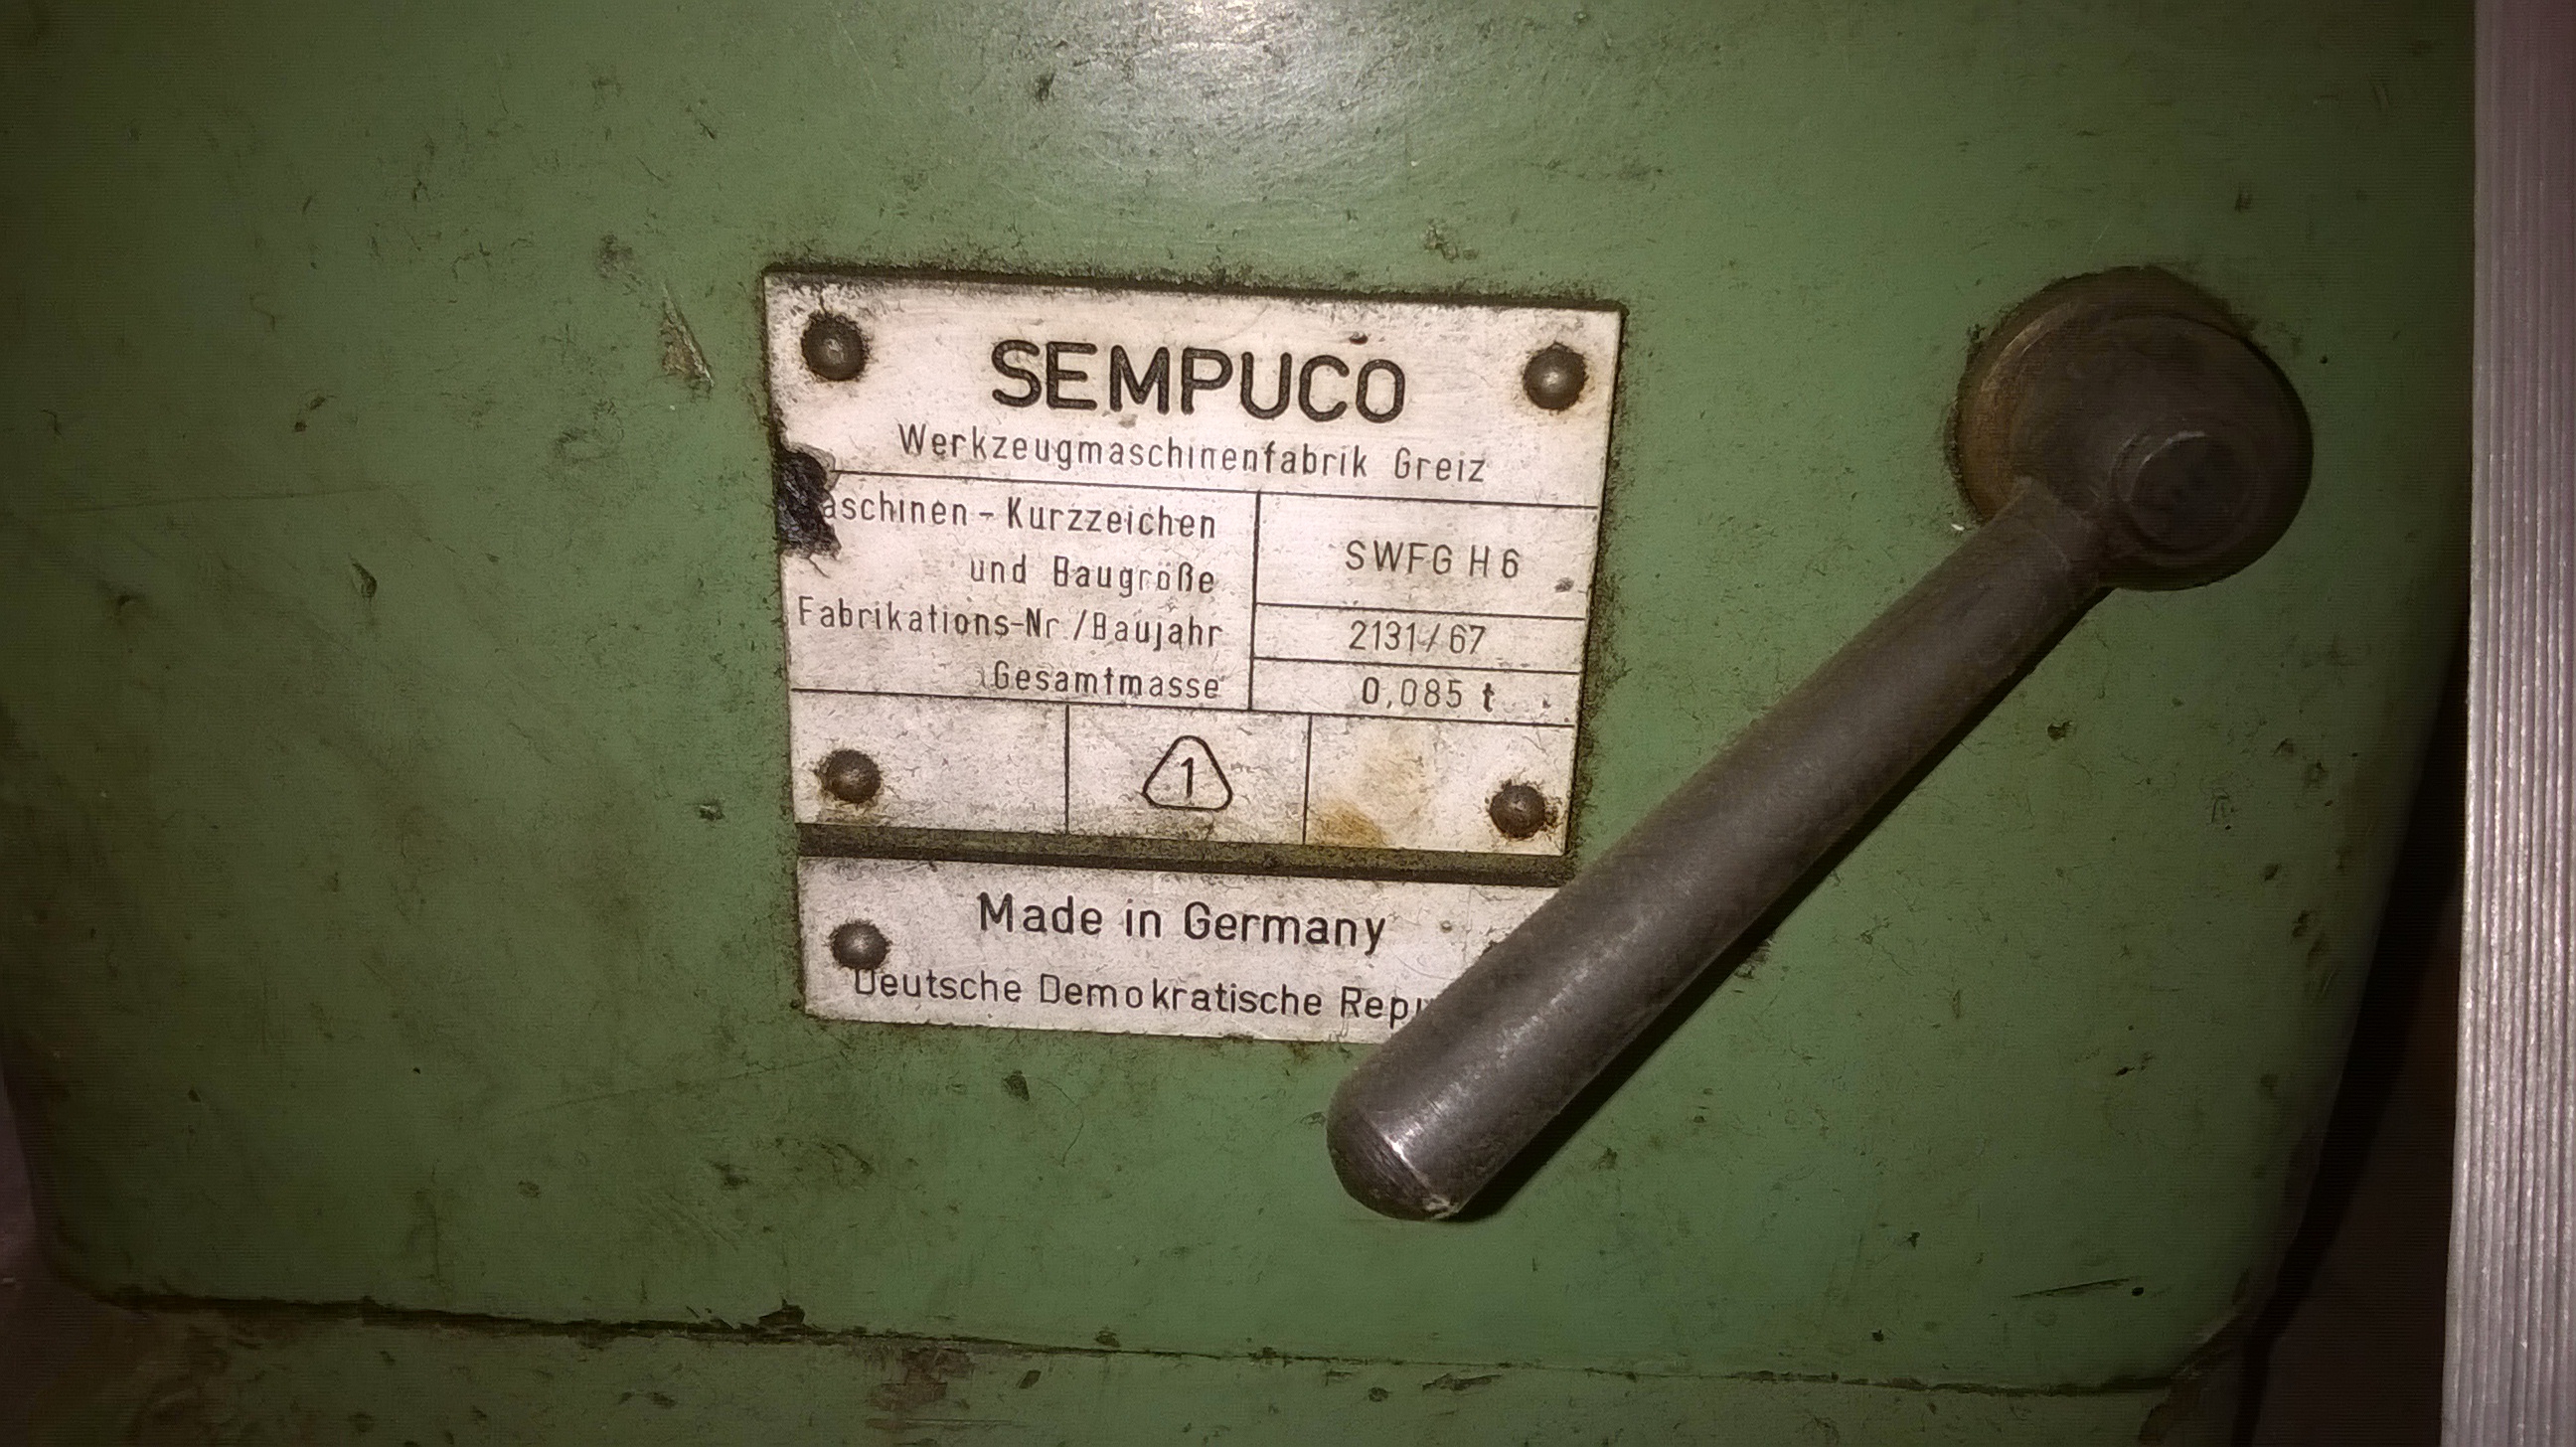 SEMPUCO
Werkzeugmaschinenfabrik Greiz
aschinen - Kurzzeichen
und Baugröße
SWFG H 6
Fabrikations-Nr./Baujahr
2131/67
Gesamtmasse
0,085 t
1
Made in Germany
Deutsche Demokratische Rep